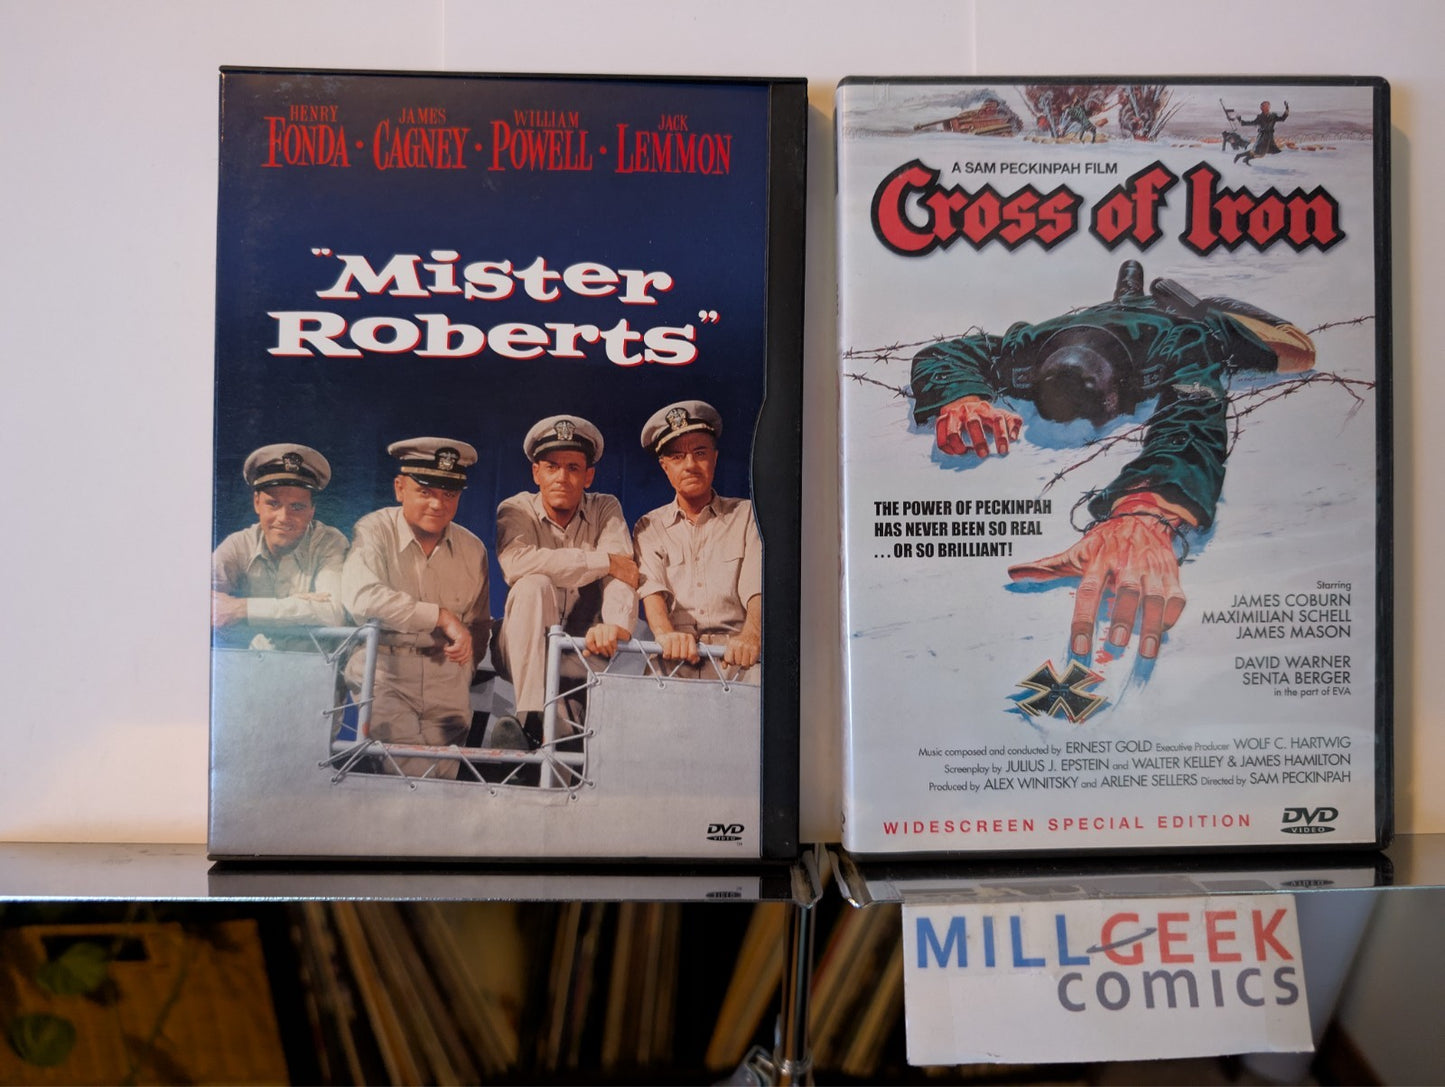 HENRY FONDA · JAMES CAGNEY · WILLIAM POWELL · JACK LEMMON
"Mister
Roberts"
DVD
VIDEO
A SAM PECKINPAH FILM
Cross of Iron
THE POWER OF PECKINPAH
HAS NEVER BEEN SO REAL
...OR SO BRILLIANT!
Starring
JAMES COBURN
MAXIMILIAN SCHELL
JAMES MASON
DAVID WARNER
SENTA BERGER
in the part of EVA
Music composed and conducted by ERNEST GOLD Executive Producer WOLF C. HARTWIG
Screenplay by JULIUS J. EPSTEIN and WALTER KELLEY & JAMES HAMILTON
Produced by ALEX WINITSKY and ARLENE SELLERS Directed by SAM PECKINPAH
WIDESCREEN SPECIAL EDITION
DVD
VIDEO
MILLGEEK
COMICS